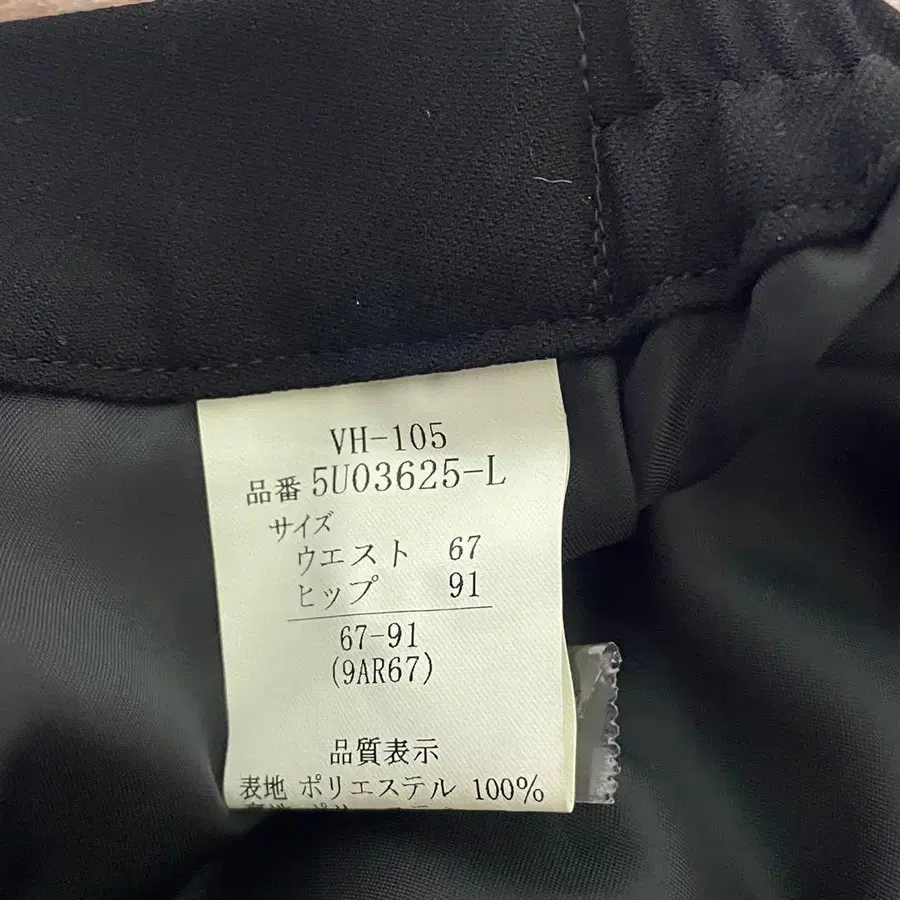 VH-105
品番 5U03625-L
サイズ
ウエスト 67
ヒップ 91
67-91
(9AR67)
品質表示
表地 ポリエステル 100%